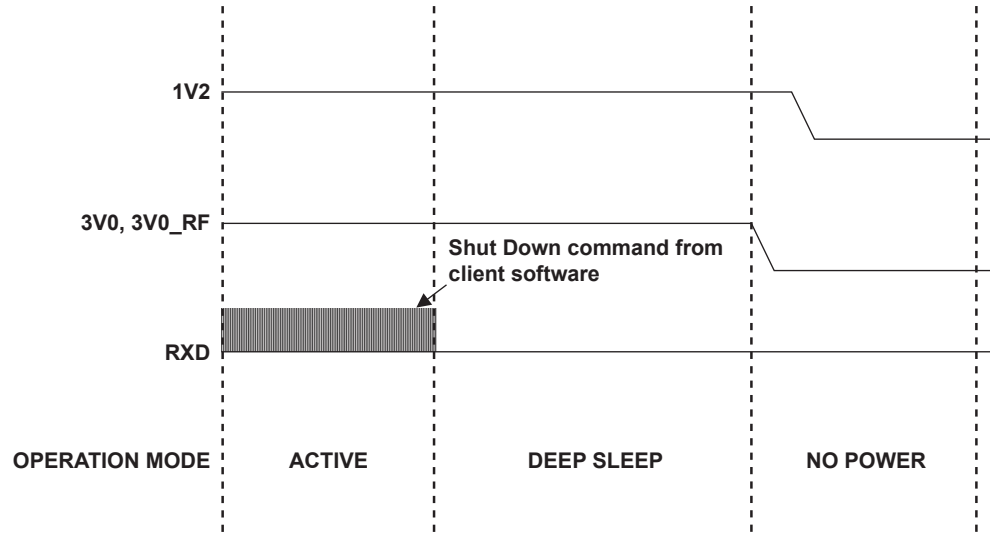 1V2
3V0, 3V0_RF
Shut Down command from
client software
RXD
OPERATION MODE
ACTIVE
DEEP SLEEP
NO POWER